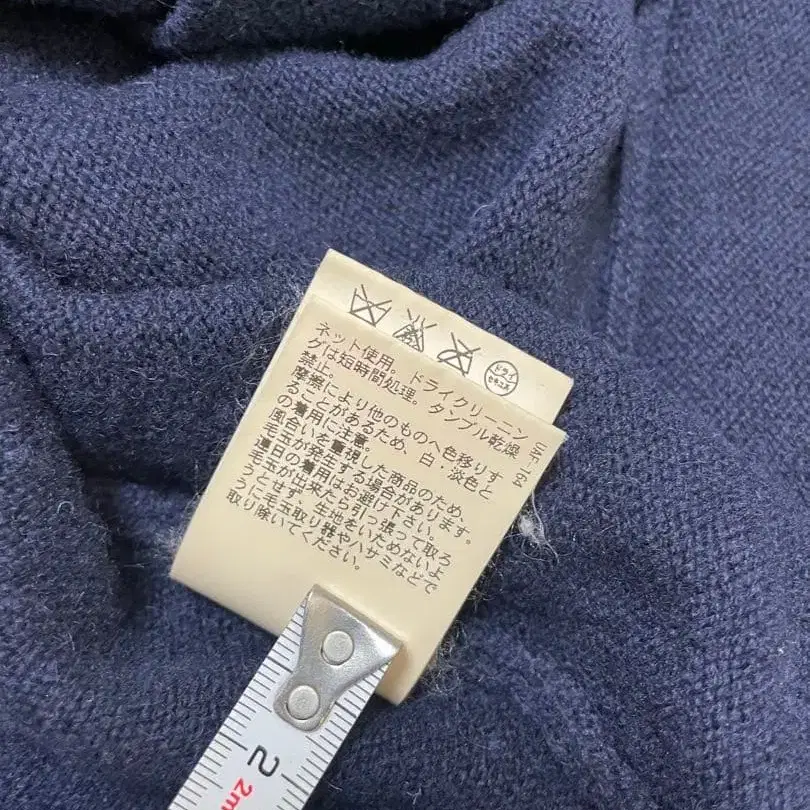 ドライ
セキユ系
ネット使用。ドライクリーニン
グは短時間処理。タンブル乾燥
禁止。
摩擦により他のものへ色移りす
ることがあるため、白・淡色と
の着用に注意。
風合いを重視した商品のため、
毛玉が発生する場合があります。
連日の着用はお避け下さい。
毛玉が出来たら引っ張って取ろ
うとせず、生地をいためないよ
うに毛玉取り器やハサミなどで
取り除いてください。
2
2m